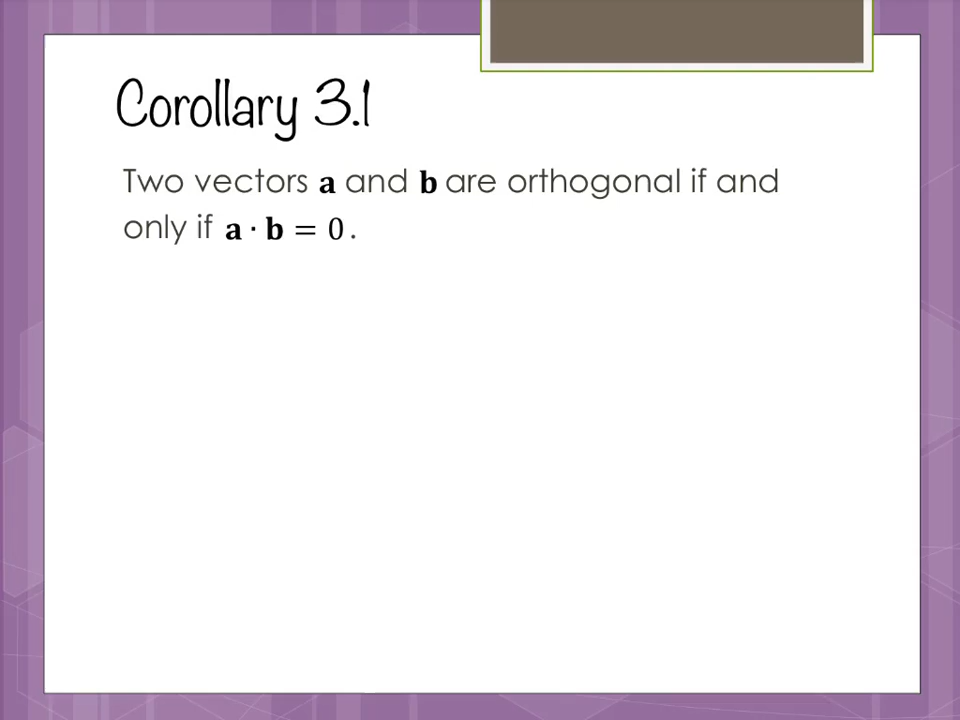 Corollary 3.1
Two vectors a and b are orthogonal if and
only if a · b = 0 .